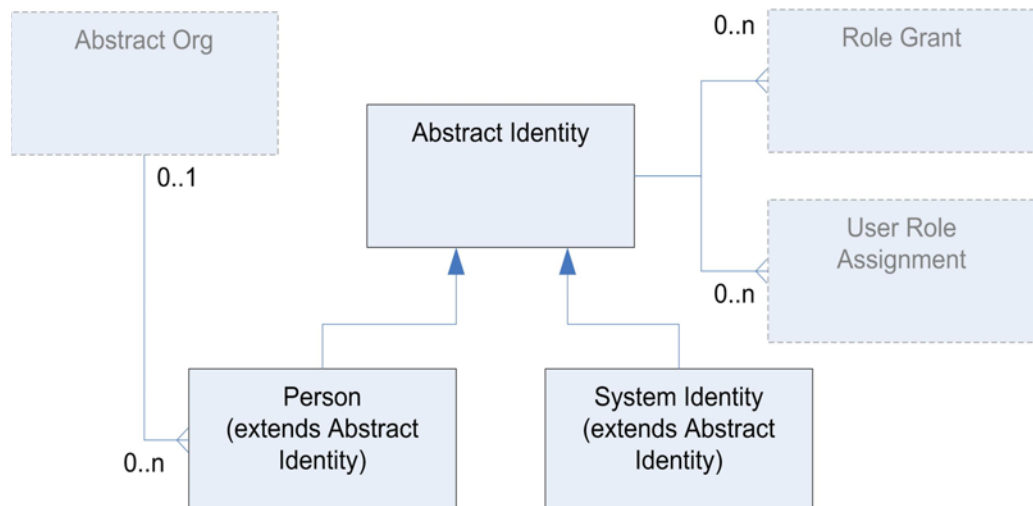 Abstract Org
0..n
Role Grant
Abstract Identity
0..1
User Role
Assignment
0..n
Person
(extends Abstract
Identity)
System Identity
(extends Abstract
Identity)
0..n